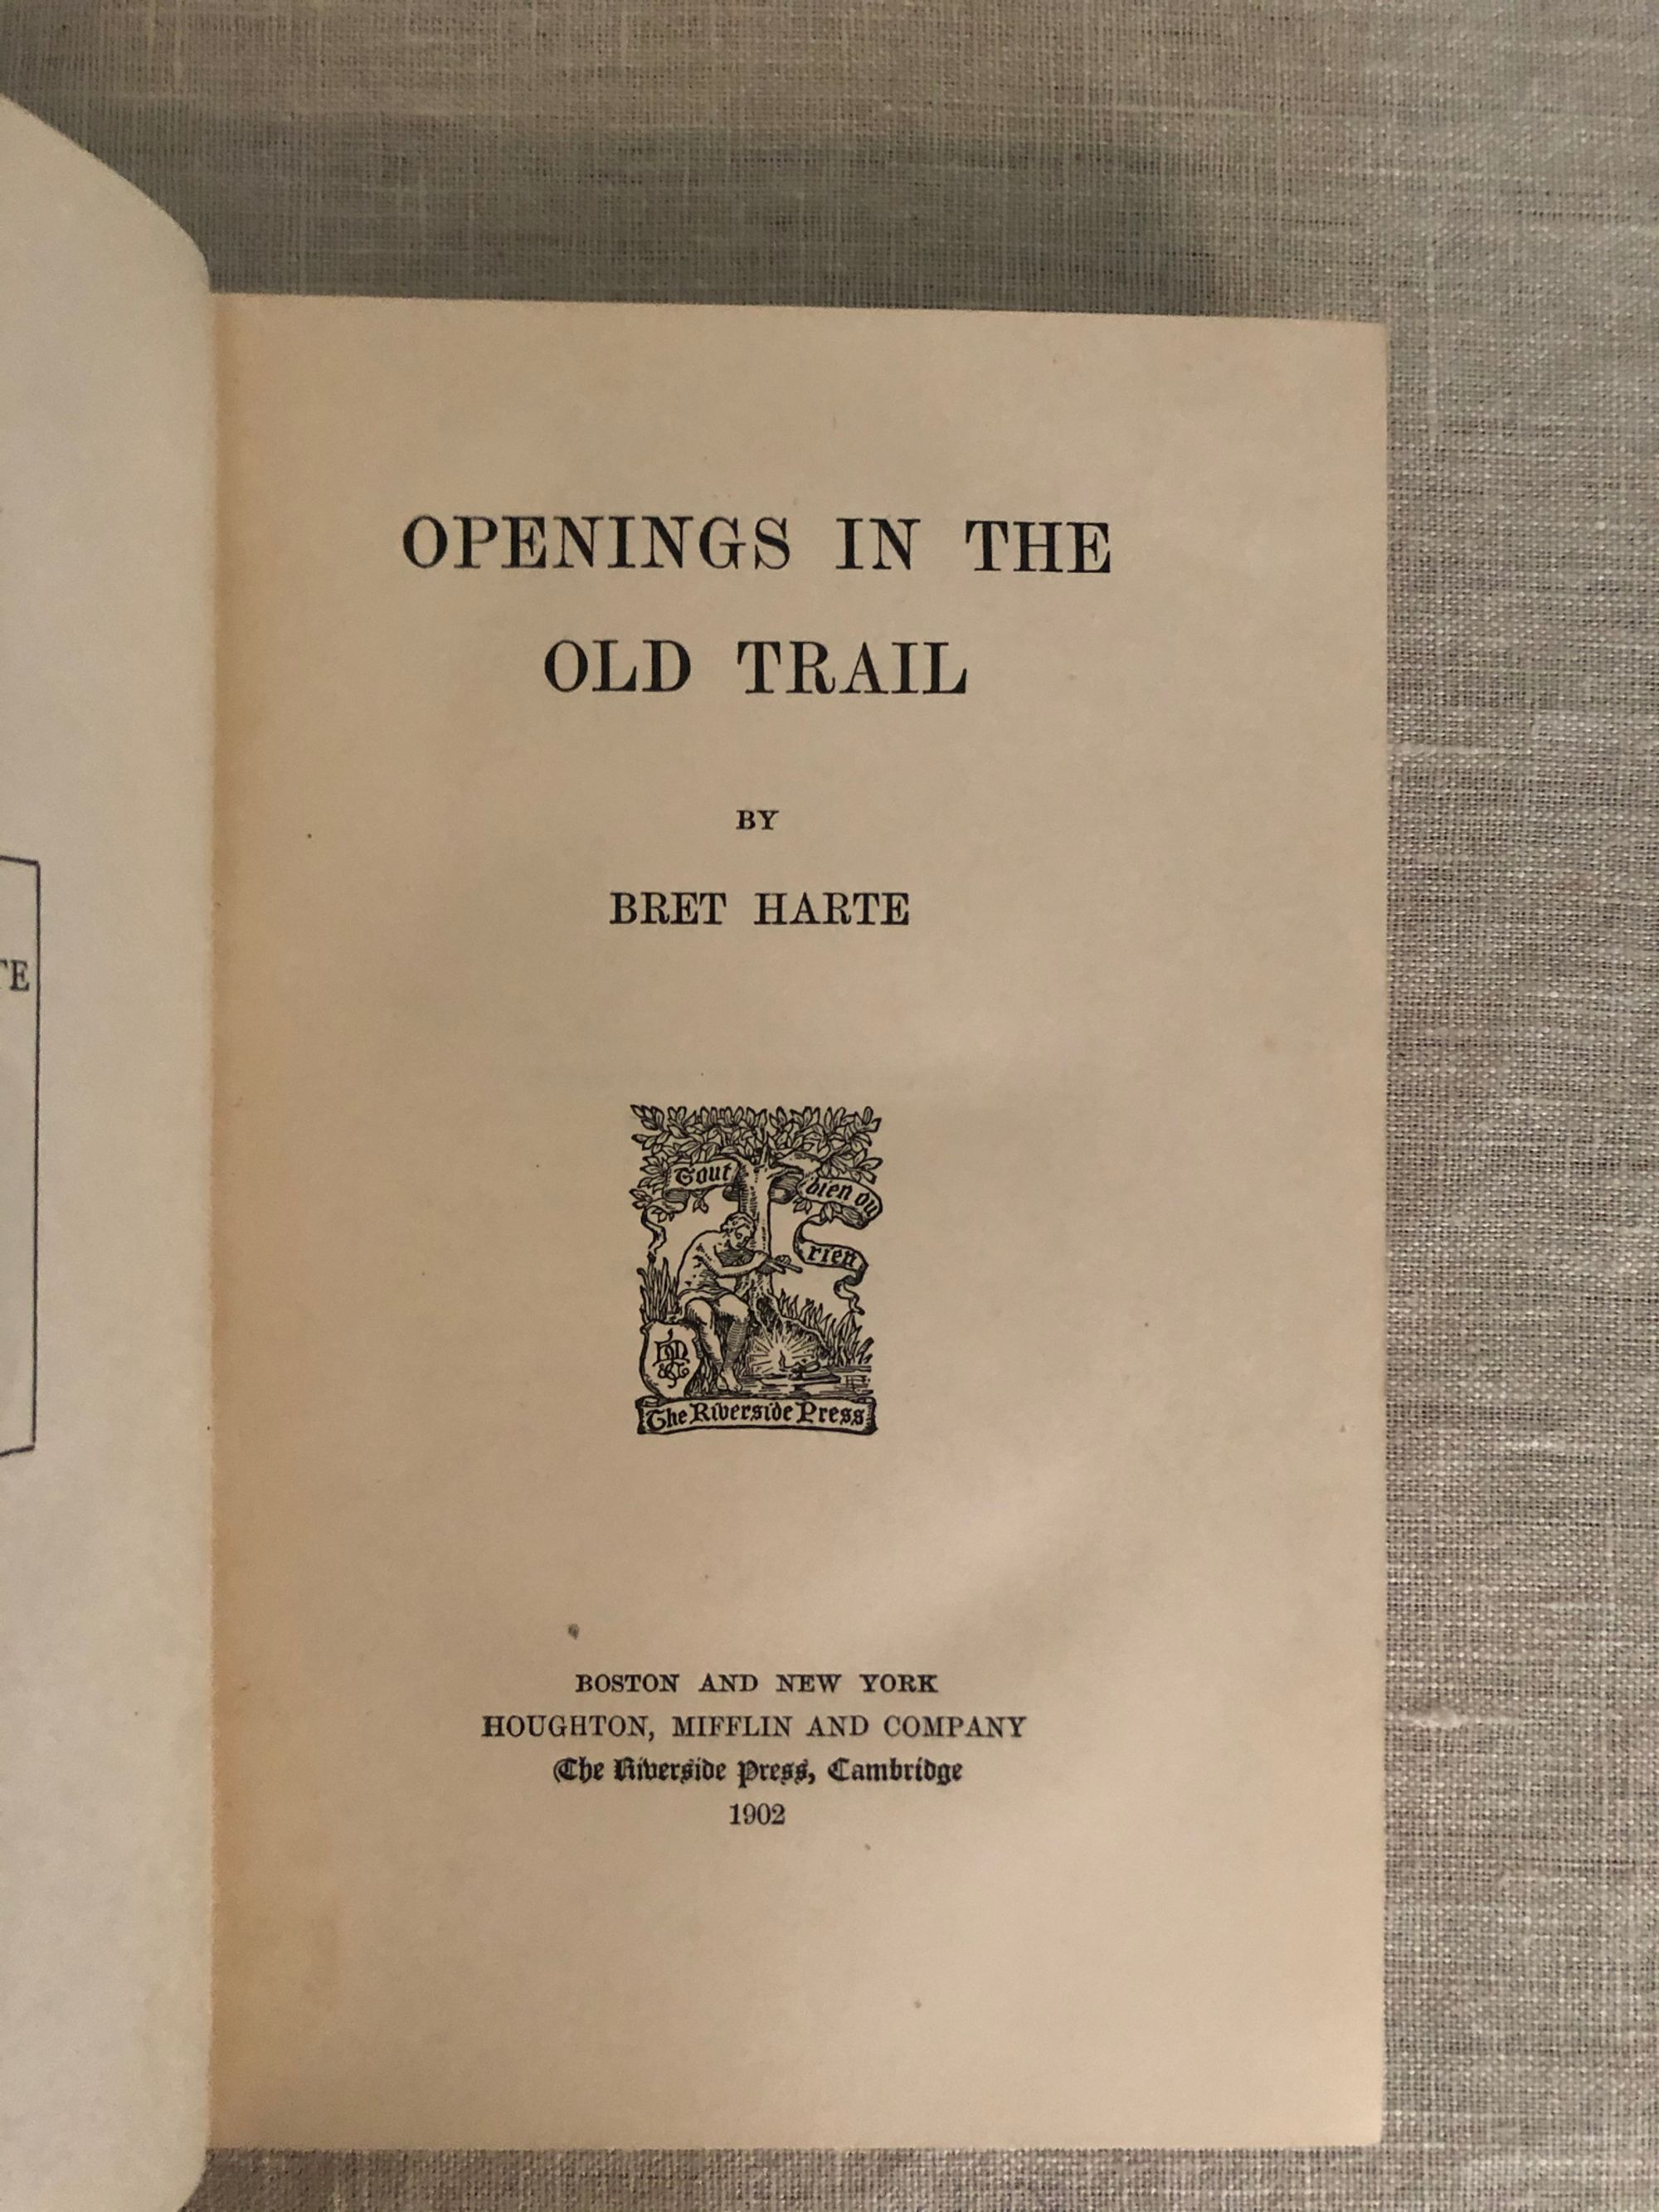 TE
OPENINGS IN THE
OLD TRAIL
BY
BRET HARTE
Tout
bien ou
rien
The Riverside Press
BOSTON AND NEW YORK
HOUGHTON, MIFFLIN AND COMPANY
The Riverside Press, Cambridge
1902